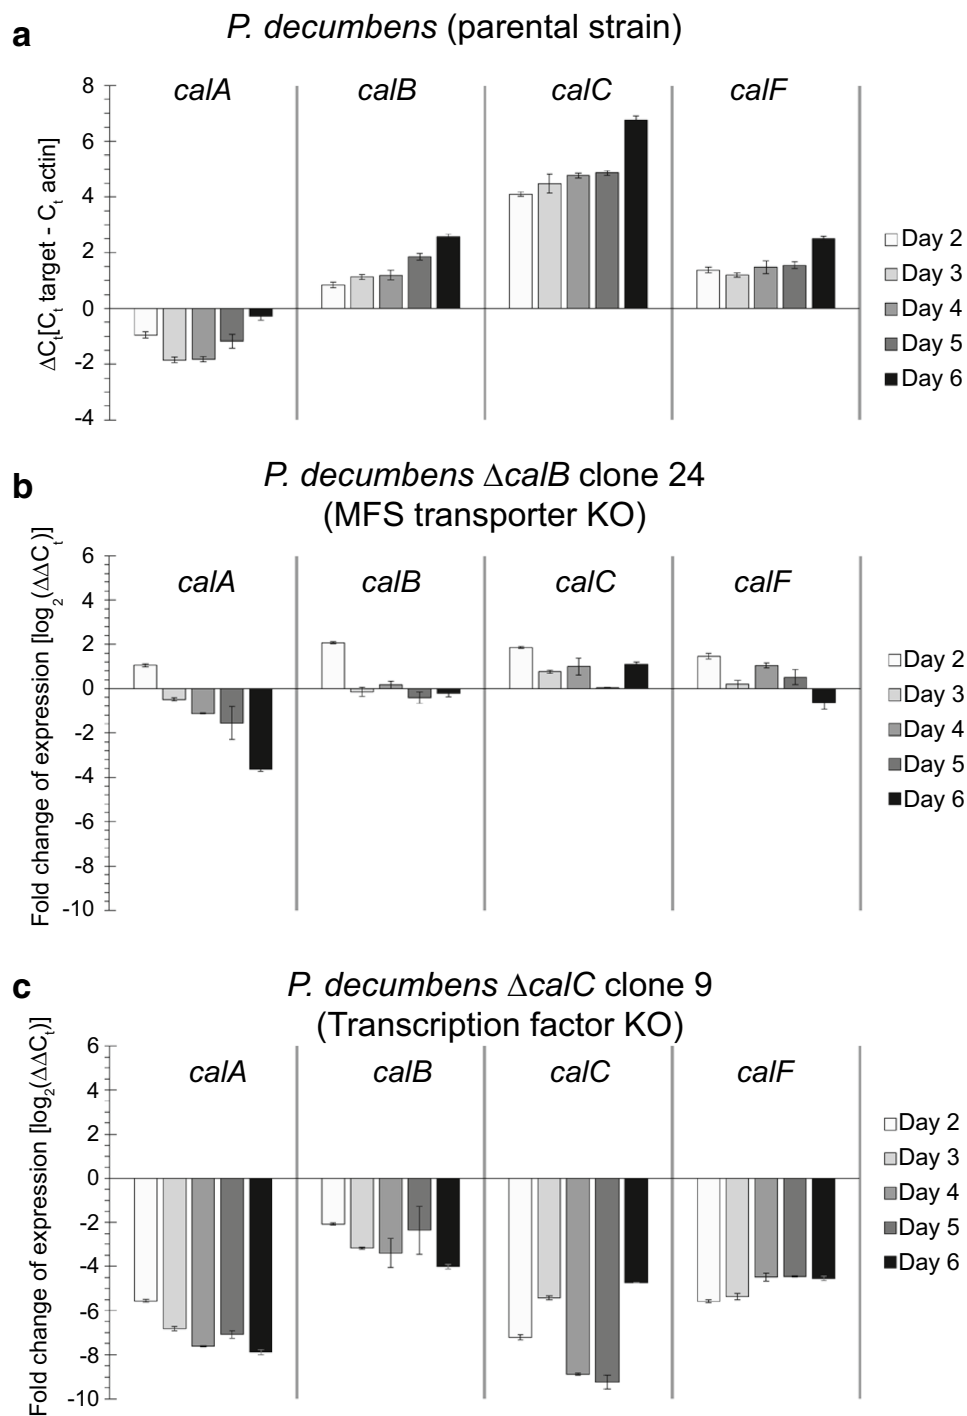 a
P. decumbens (parental strain)
calA calB calC calF
8
6
4
2
0
-2
-4
ΔCt[Ct target - Ct actin]
Day 2
Day 3
Day 4
Day 5
Day 6
b
P. decumbens ΔcalB clone 24
(MFS transporter KO)
calA calB calC calF
6
4
2
0
-2
-4
-6
-8
-10
Fold change of expression [log2(ΔΔCt)]
Day 2
Day 3
Day 4
Day 5
Day 6
c
P. decumbens ΔcalC clone 9
(Transcription factor KO)
calA calB calC calF
6
4
2
0
-2
-4
-6
-8
-10
Fold change of expression [log2(ΔΔCt)]
Day 2
Day 3
Day 4
Day 5
Day 6